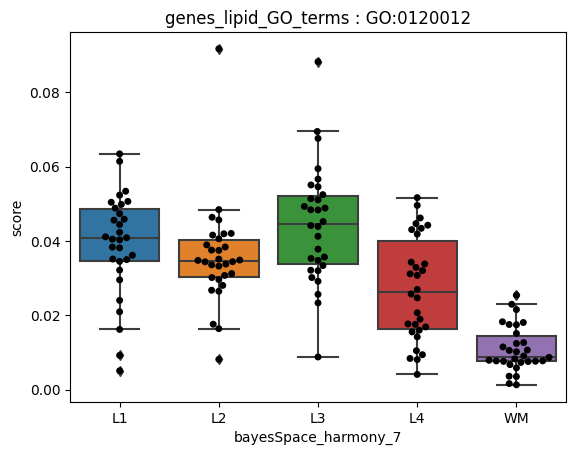 genes_lipid_GO_terms : GO:0120012
score
0.08
0.06
0.04
0.02
0.00
L1 L2 L3 L4 WM
bayesSpace_harmony_7